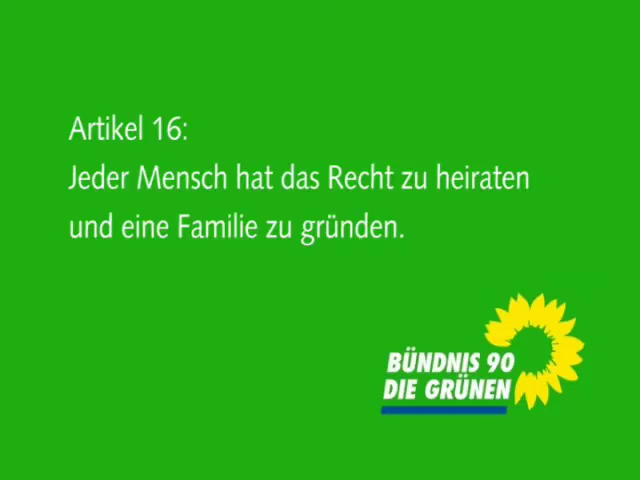 Artikel 16:
Jeder Mensch hat das Recht zu heiraten
und eine Familie zu gründen.
BÜNDNIS 90
DIE GRÜNEN